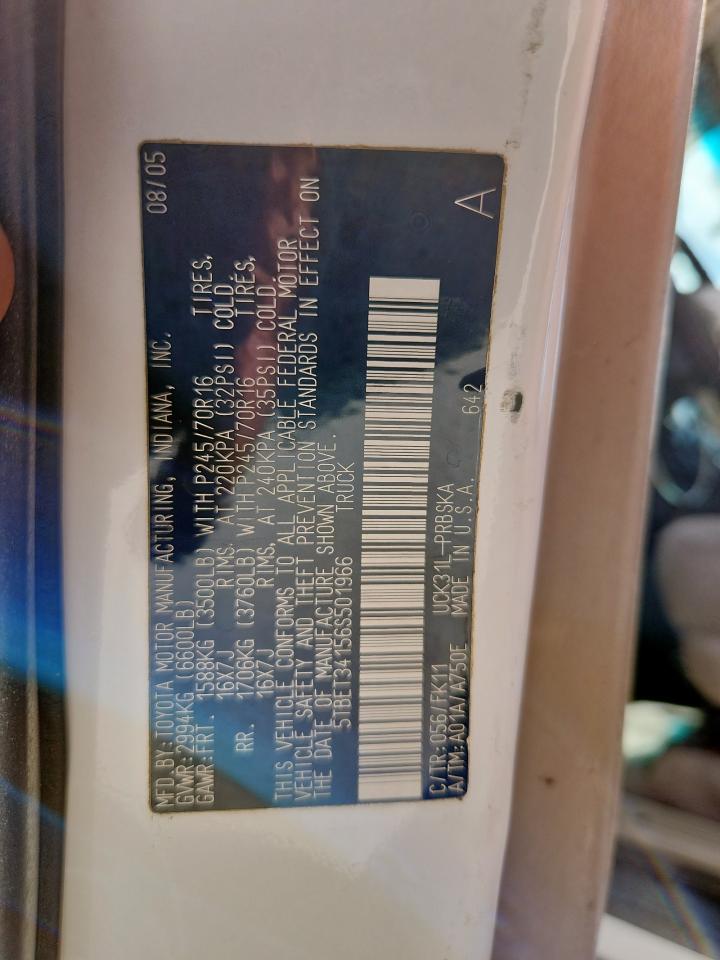 MFD.BY:TOYOTA MOTOR MANUFACTURING, INDIANA, INC. 08/05
GVWR:2994KG (6600LB)
GAWR:FRT. 1588KG (3500LB) WITH P245/70R16 TIRES,
16X7J RIMS, AT 220KPA (32PSI) COLD,
RR. 1706KG (3760LB) WITH P245/70R16 TIRES,
16X7J RIMS, AT 240KPA (35PSI) COLD.
THIS VEHICLE CONFORMS TO ALL APPLICABLE FEDERAL MOTOR
VEHICLE SAFETY AND THEFT PREVENTION STANDARDS IN EFFECT ON
THE DATE OF MANUFACTURE SHOWN ABOVE.
5TBET34156S501966 TRUCK
C/TR:056/FK11 UCK31L-PRBSKA
A/TM:A01A/A750E MADE IN U.S.A. 642 A